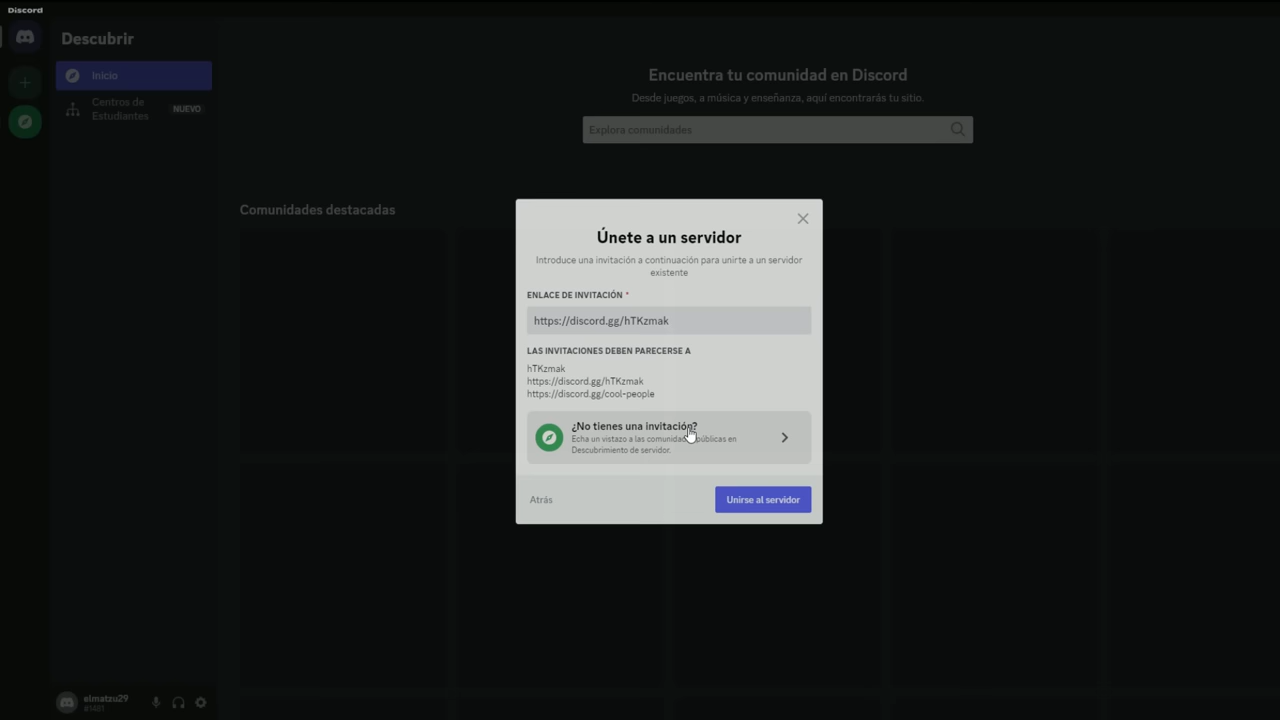 Discord
Descubrir
Inicio
Centros de
Estudiantes
NUEVO
Encuentra tu comunidad en Discord
Desde juegos, a música y enseñanza, aquí encontrarás tu sitio.
Explora comunidades
Comunidades destacadas
Únete a un servidor
Introduce una invitación a continuación para unirte a un servidor
existente
ENLACE DE INVITACIÓN *
https://discord.gg/hTKzmak
LAS INVITACIONES DEBEN PARECERSE A
hTKzmak
https://discord.gg/hTKzmak
https://discord.gg/cool-people
¿No tienes una invitación?
Echa un vistazo a las comunidades públicas en
Descubrimiento de servidor.
Atrás
Unirse al servidor
elmatzu29
#1481